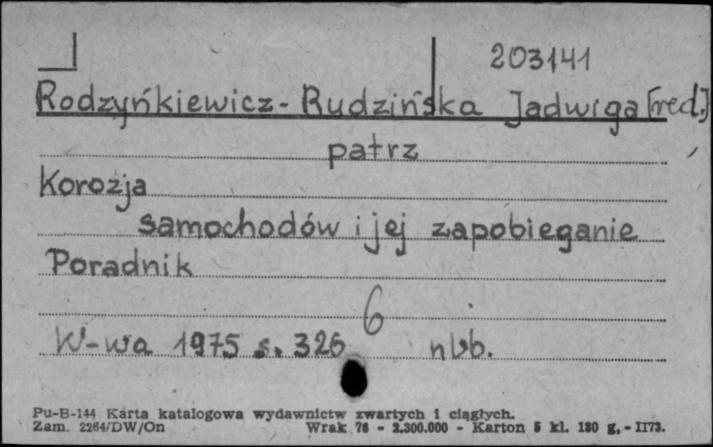 203141
Rodzyńkiewicz-Rudzińska Jadwiga [red.]
patrz
Korozja
samochodów i jej zapobieganie
Poradnik
6
W-wa 1975 s. 326 nlb.
Pu-B-144 Karta katalogowa wydawnictw zwartych i ciągłych.
Zam. 2264/DW/On Wrak 76 - 2.300.000 - Karton 5 kl. 180 g, - II73.